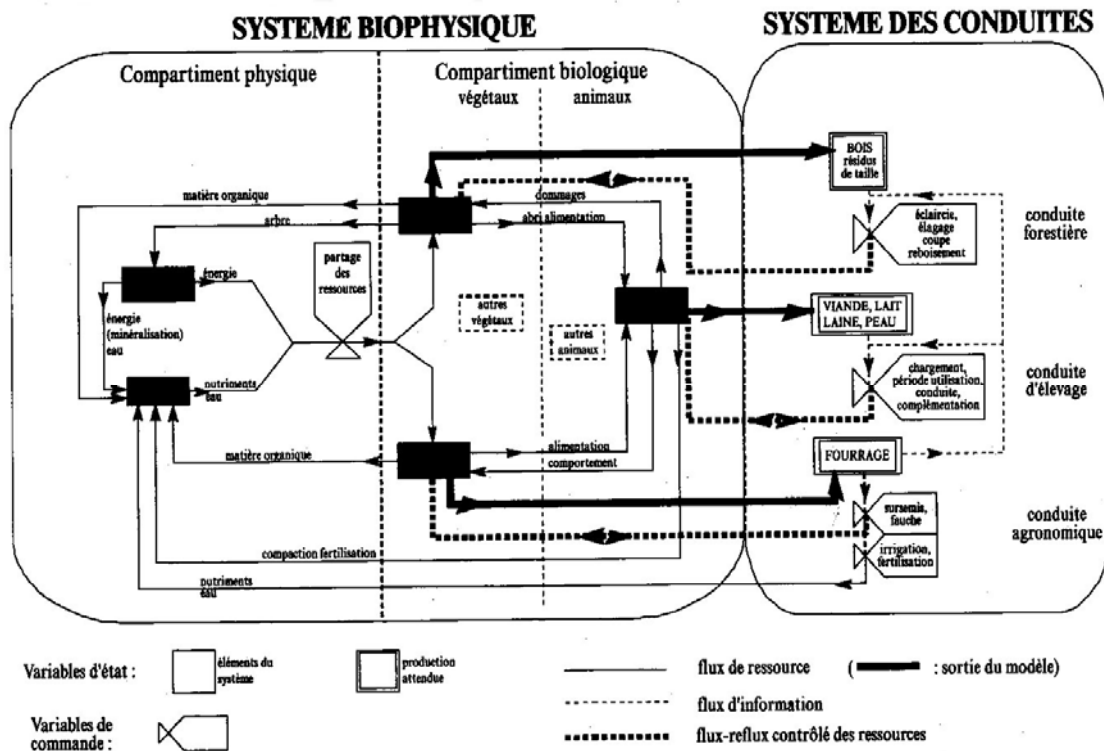 SYSTEME BIOPHYSIQUE
SYSTEME DES CONDUITES
Compartiment physique
Compartiment biologique
végétaux
animaux
BOIS
résidus
de taille
matière organique
dommages
arbre
abri alimentation
éclaircie,
élagage
coupe
reboisement
conduite
forestière
partage
des
ressources
énergie
autres
végétaux
VIANDE, LAIT
LAINE, PEAU
énergie
(minéralisation)
eau
autres
animaux
chargement,
période utilisation,
conduite,
complémentation
conduite
d'élevage
nutriments
eau
matière organique
alimentation
comportement
FOURRAGE
sursemis,
fauche
conduite
agronomique
compaction fertilisation
irrigation,
fertilisation
nutriments
eau
Variables d'état :
éléments du
système
production
attendue
flux de ressource
( : sortie du modèle)
flux d'information
Variables de
commande :
flux-reflux contrôlé des ressources